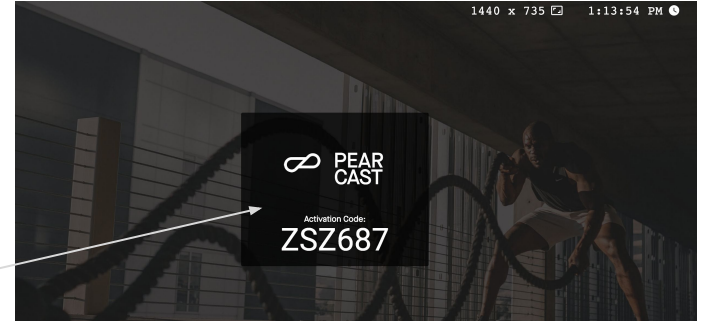 1440 x 735 1:13:54 PM
PEAR
CAST
Activation Code:
ZSZ687